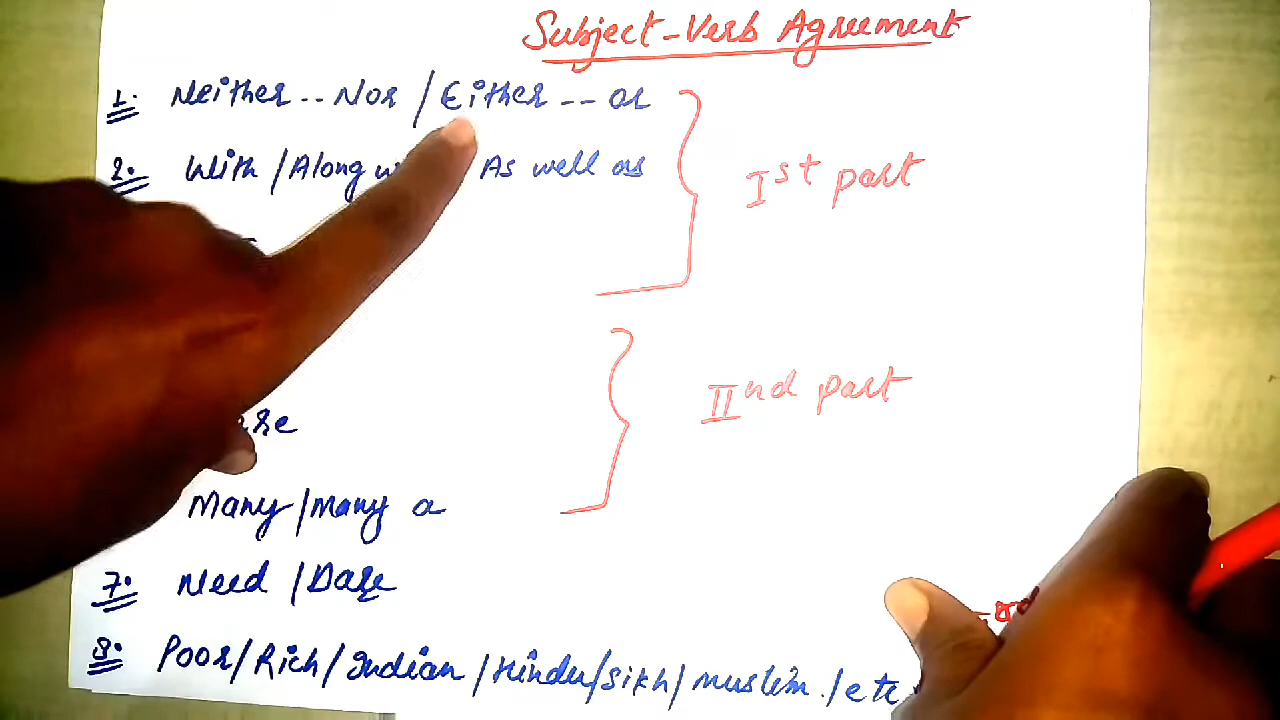 Subject-Verb Agreement
1. Neither -- Nor / Either -- or
2. With / Along As well as
Ist part
IInd part
Many / many a
7. Need / Dare
8. Poor / Rich / Indian / Hindu / Sikh / muslim. / etc